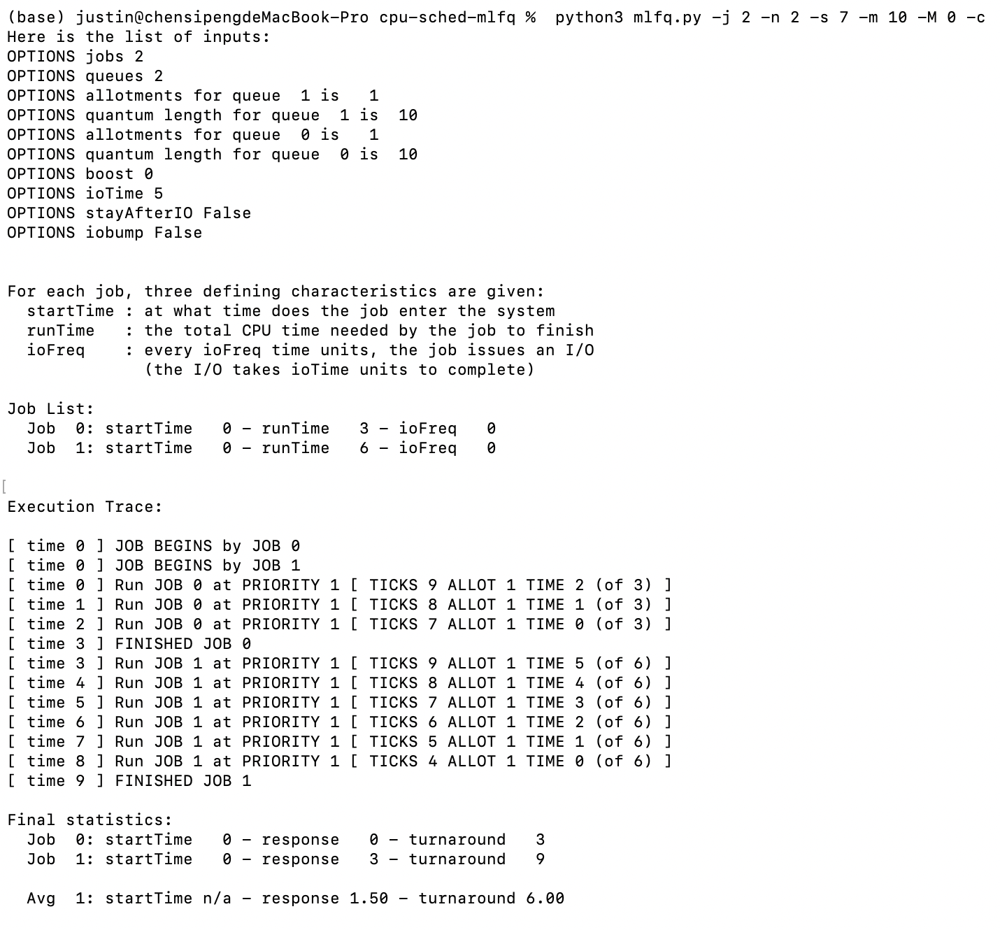 (base) justin@chensipengdeMacBook-Pro cpu-sched-mlfq %  python3 mlfq.py -j 2 -n 2 -s 7 -m 10 -M 0 -c
Here is the list of inputs:
OPTIONS jobs 2
OPTIONS queues 2
OPTIONS allotments for queue  1 is   1
OPTIONS quantum length for queue  1 is  10
OPTIONS allotments for queue  0 is   1
OPTIONS quantum length for queue  0 is  10
OPTIONS boost 0
OPTIONS ioTime 5
OPTIONS stayAfterIO False
OPTIONS iobump False
For each job, three defining characteristics are given:
  startTime : at what time does the job enter the system
  runTime   : the total CPU time needed by the job to finish
  ioFreq    : every ioFreq time units, the job issues an I/O
              (the I/O takes ioTime units to complete)
Job List:
  Job  0: startTime   0 - runTime   3 - ioFreq   0
  Job  1: startTime   0 - runTime   6 - ioFreq   0
[
Execution Trace:
[ time 0 ] JOB BEGINS by JOB 0
[ time 0 ] JOB BEGINS by JOB 1
[ time 0 ] Run JOB 0 at PRIORITY 1 [ TICKS 9 ALLOT 1 TIME 2 (of 3) ]
[ time 1 ] Run JOB 0 at PRIORITY 1 [ TICKS 8 ALLOT 1 TIME 1 (of 3) ]
[ time 2 ] Run JOB 0 at PRIORITY 1 [ TICKS 7 ALLOT 1 TIME 0 (of 3) ]
[ time 3 ] FINISHED JOB 0
[ time 3 ] Run JOB 1 at PRIORITY 1 [ TICKS 9 ALLOT 1 TIME 5 (of 6) ]
[ time 4 ] Run JOB 1 at PRIORITY 1 [ TICKS 8 ALLOT 1 TIME 4 (of 6) ]
[ time 5 ] Run JOB 1 at PRIORITY 1 [ TICKS 7 ALLOT 1 TIME 3 (of 6) ]
[ time 6 ] Run JOB 1 at PRIORITY 1 [ TICKS 6 ALLOT 1 TIME 2 (of 6) ]
[ time 7 ] Run JOB 1 at PRIORITY 1 [ TICKS 5 ALLOT 1 TIME 1 (of 6) ]
[ time 8 ] Run JOB 1 at PRIORITY 1 [ TICKS 4 ALLOT 1 TIME 0 (of 6) ]
[ time 9 ] FINISHED JOB 1
Final statistics:
  Job  0: startTime   0 - response   0 - turnaround   3
  Job  1: startTime   0 - response   3 - turnaround   9
  Avg  1: startTime n/a - response 1.50 - turnaround 6.00